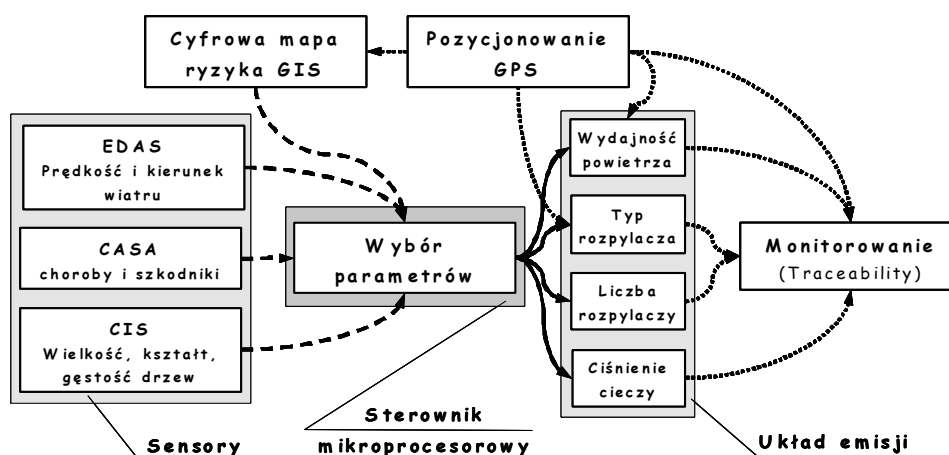 Cyfrowa mapa
ryzyka GIS
Pozycjonowanie
GPS
EDAS
Prędkość i kierunek
wiatru
CASA
choroby i szkodniki
CIS
Wielkość, kształt,
gęstość drzew
Sensory
Wybór
parametrów
Sterownik
mikroprocesorowy
Wydajność
powietrza
Typ
rozpylacza
Liczba
rozpylaczy
Ciśnienie
cieczy
Układ emisji
Monitorowanie
(Traceability)